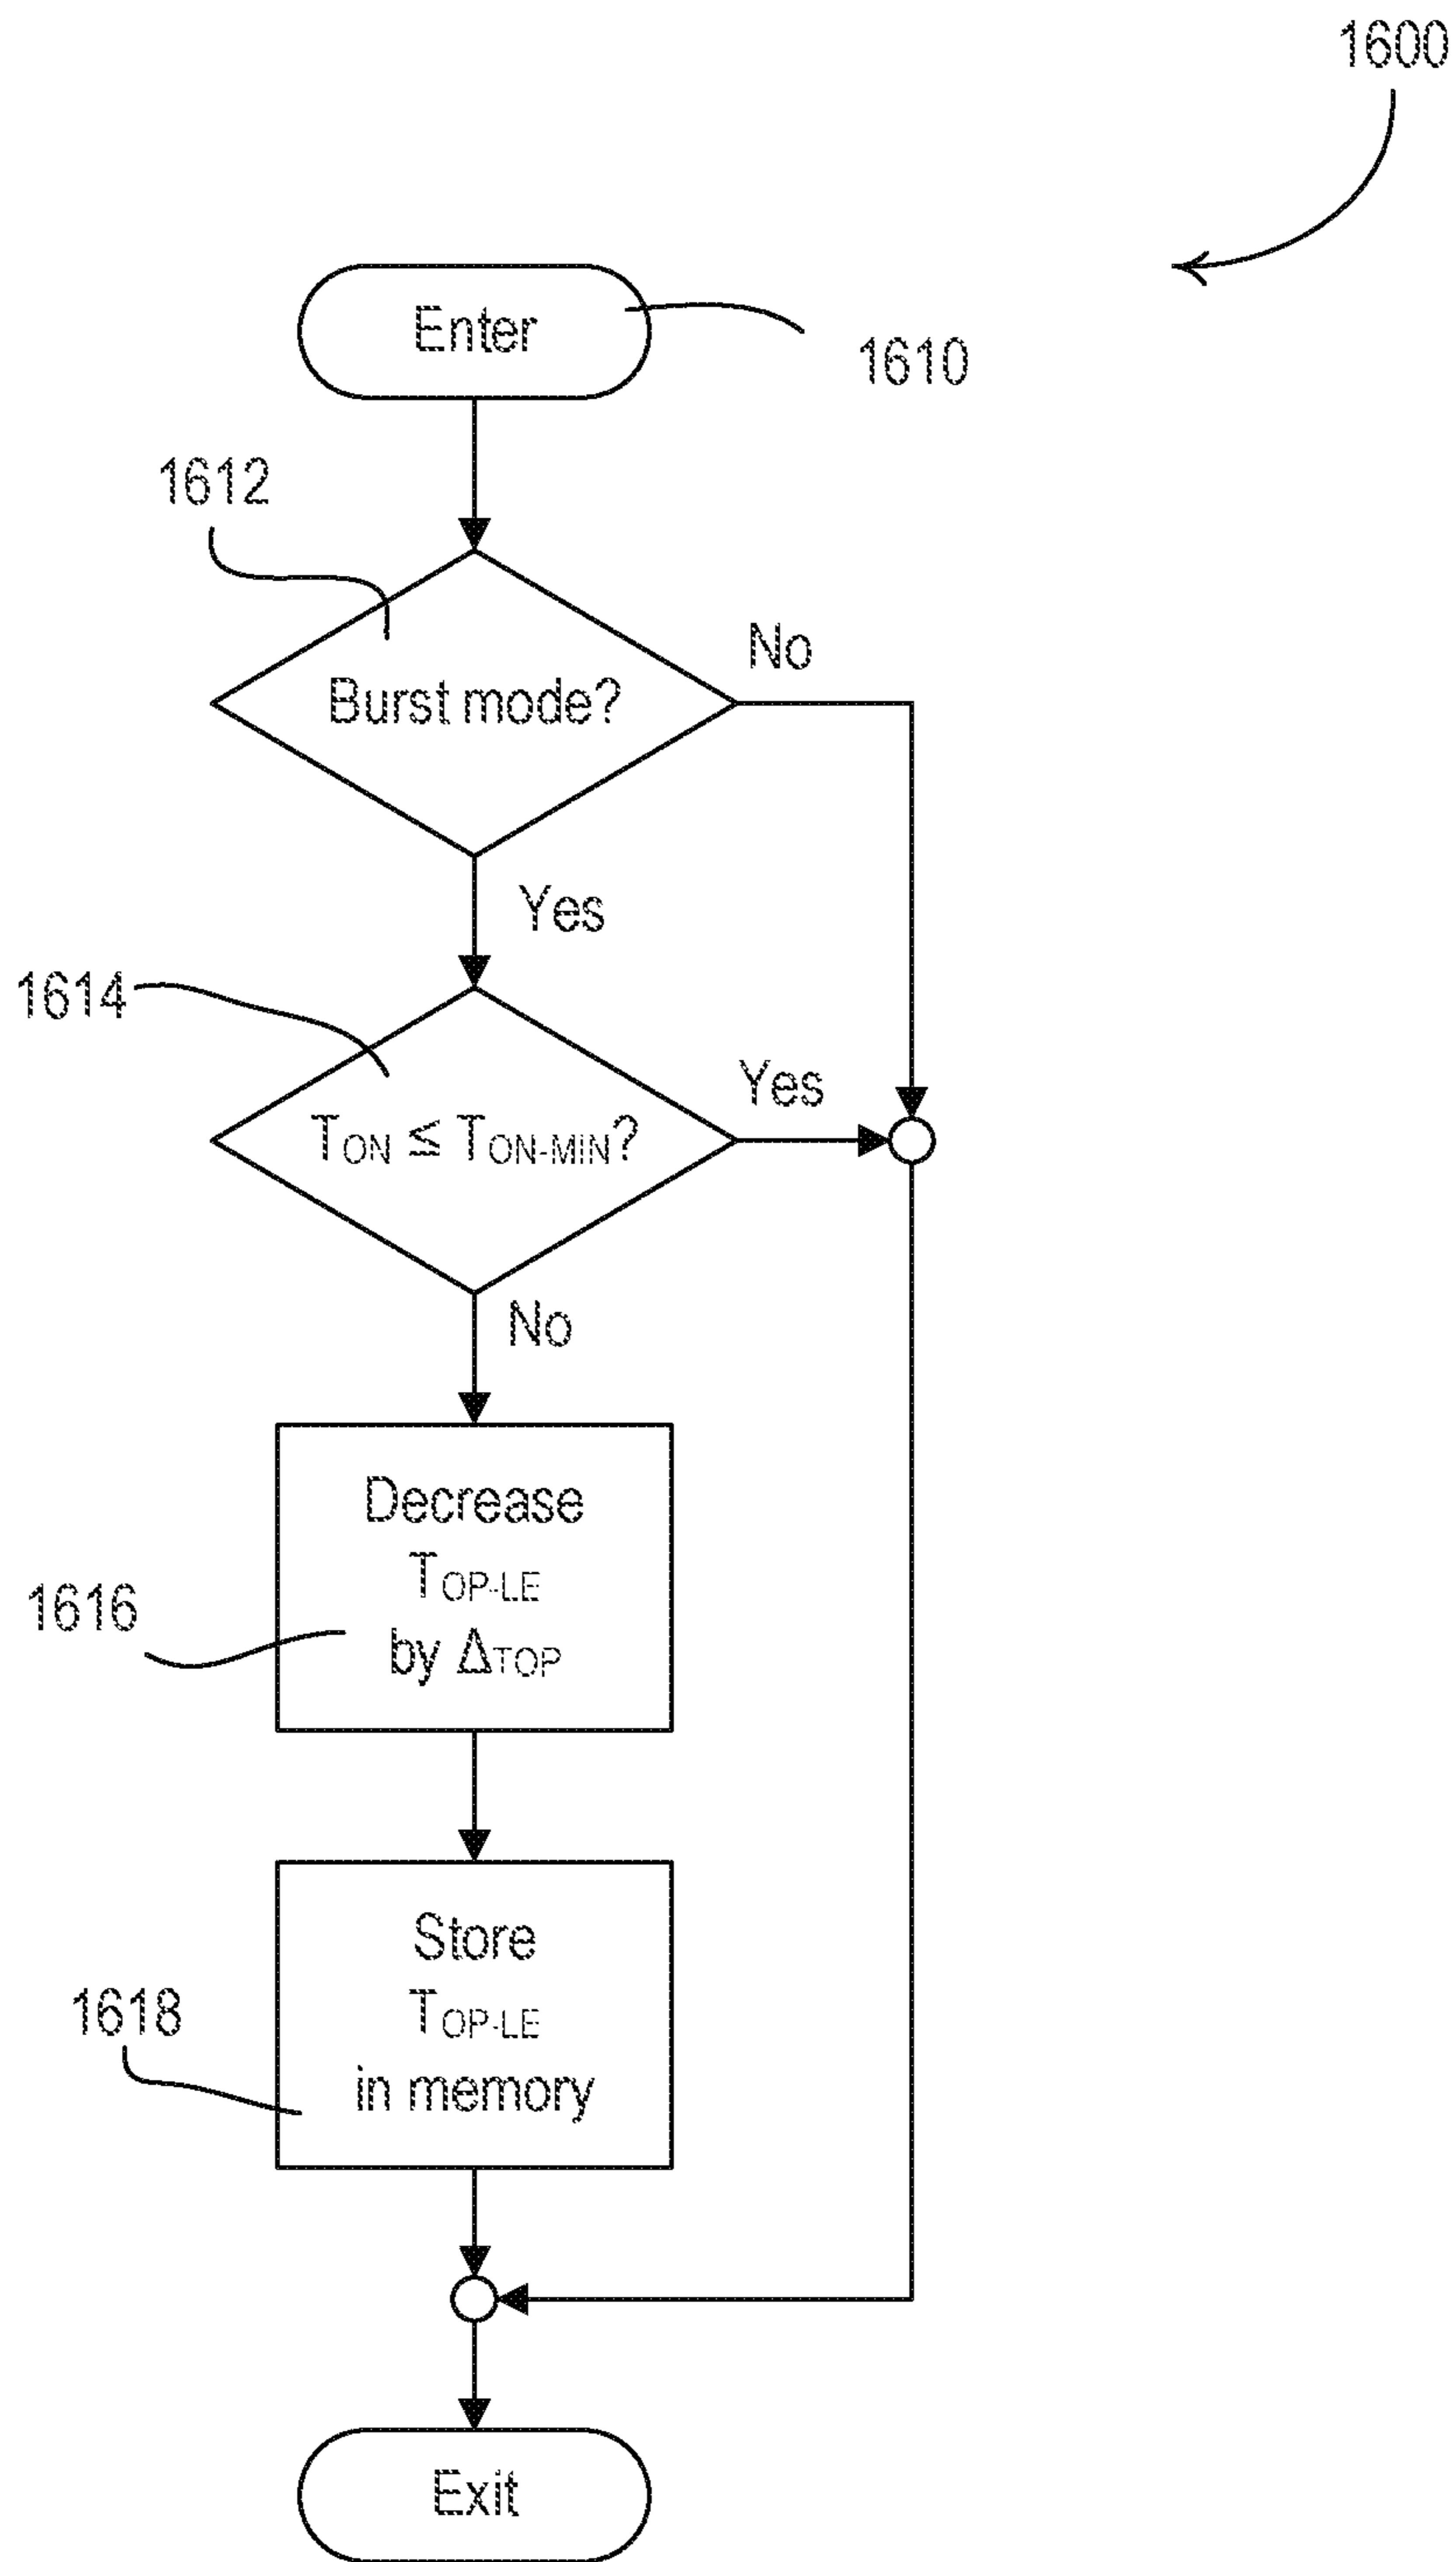 1600
Enter
1610
1612
Burst mode?
No
Yes
1614
TON ≦ TON-MIN?
Yes
No
Decrease
TOP-LE
by ΔTOP
1616
Store
TOP-LE
in memory
1618
Exit